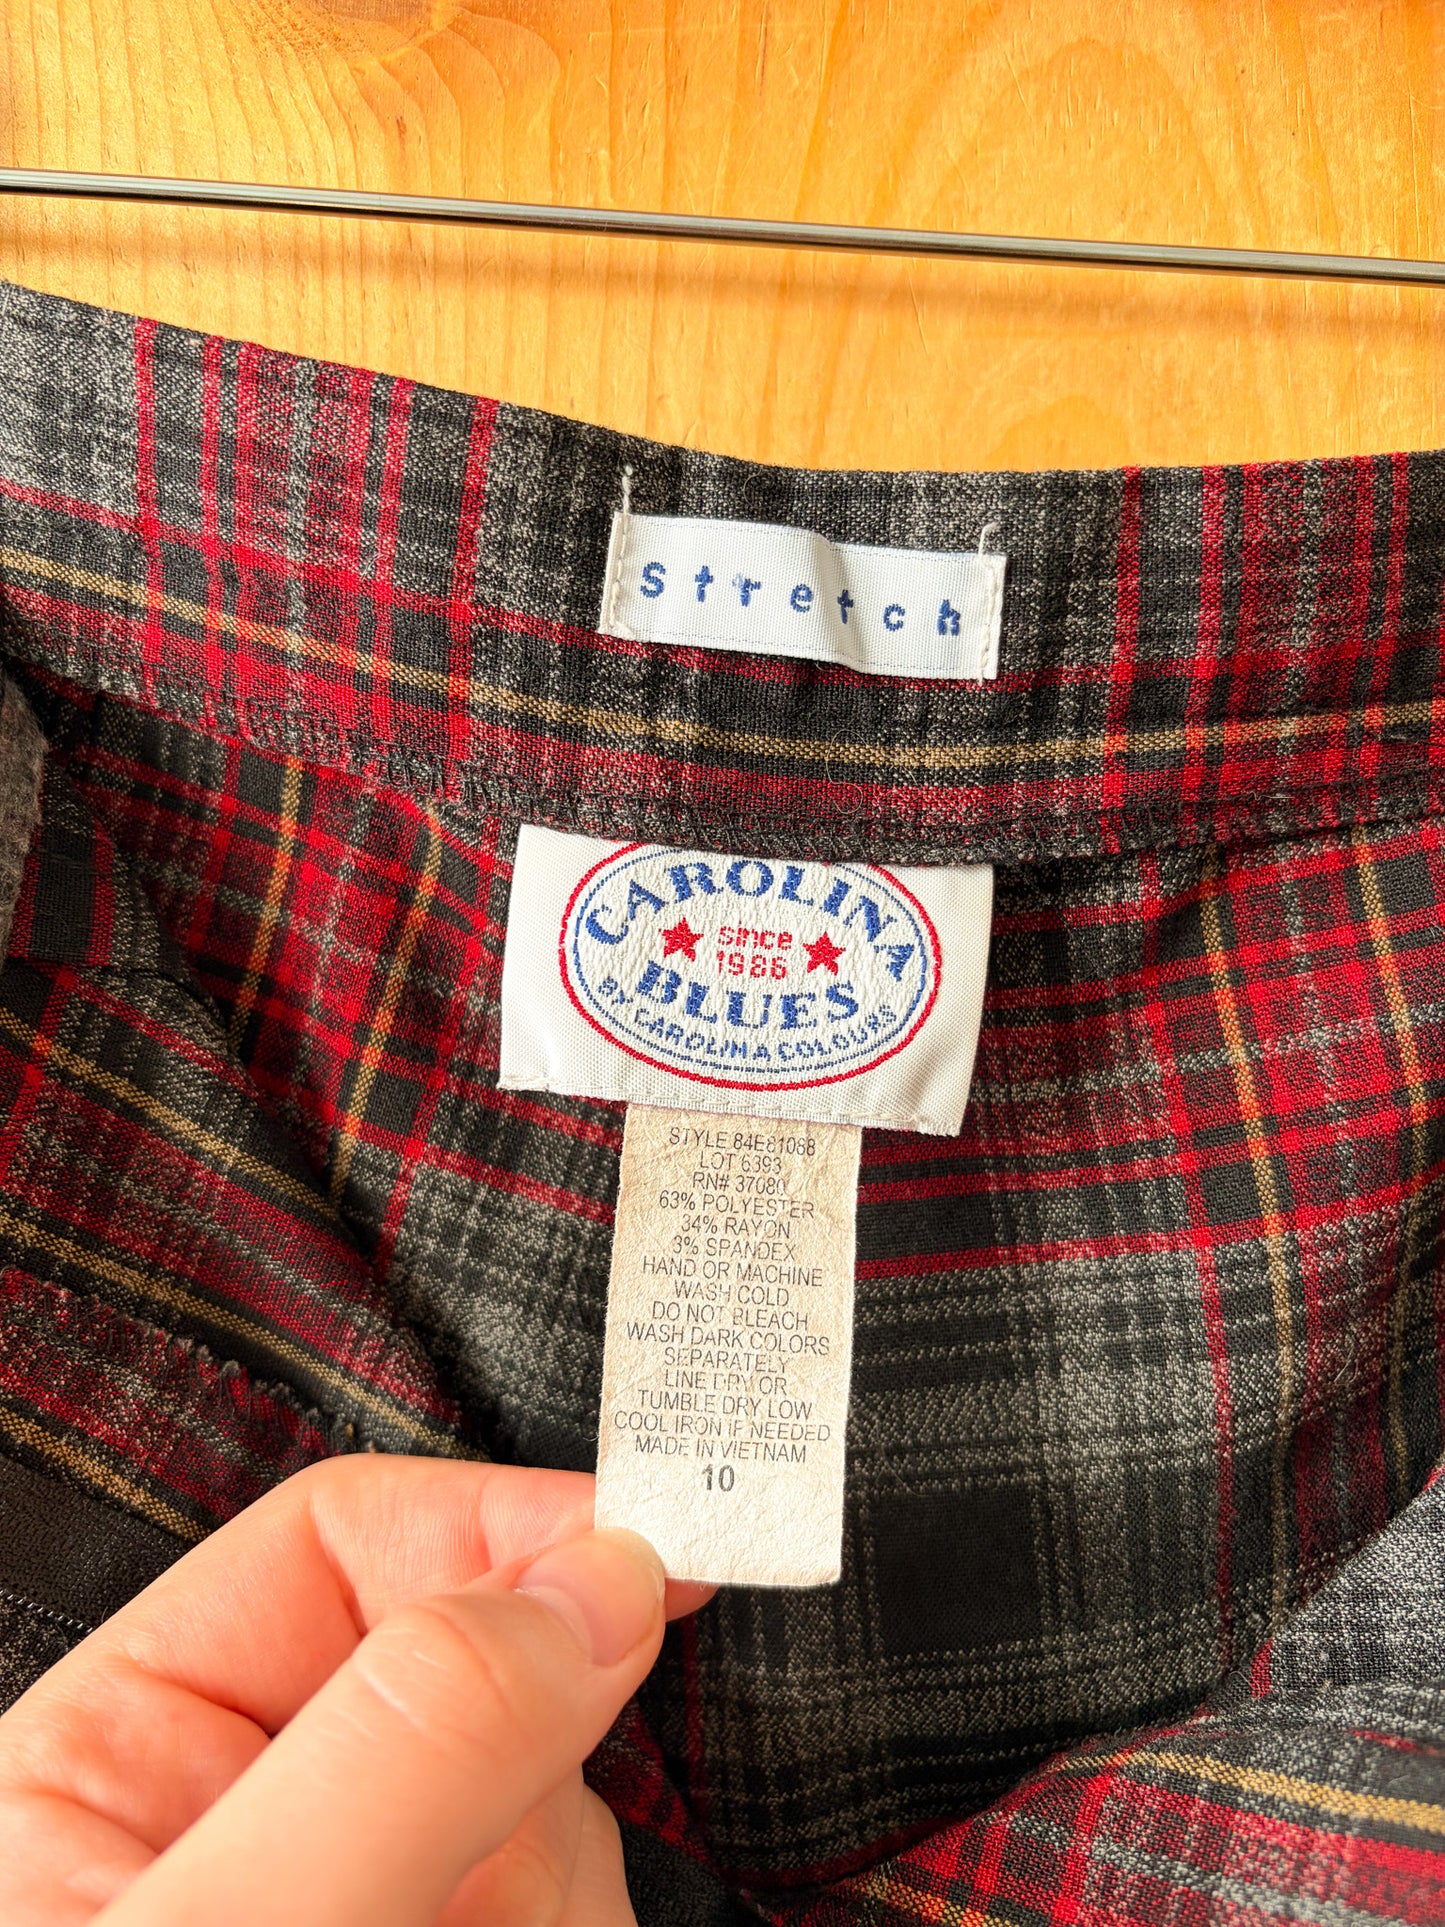 stretch
CAROLINA
since
1986
BLUES
BY CAROLINA COLOURS
STYLE 84E81088
LOT 6393
RN# 37080
63% POLYESTER
34% RAYON
3% SPANDEX
HAND OR MACHINE
WASH COLD
DO NOT BLEACH
WASH DARK COLORS
SEPARATELY
LINE DRY OR
TUMBLE DRY LOW
COOL IRON IF NEEDED
MADE IN VIETNAM
10